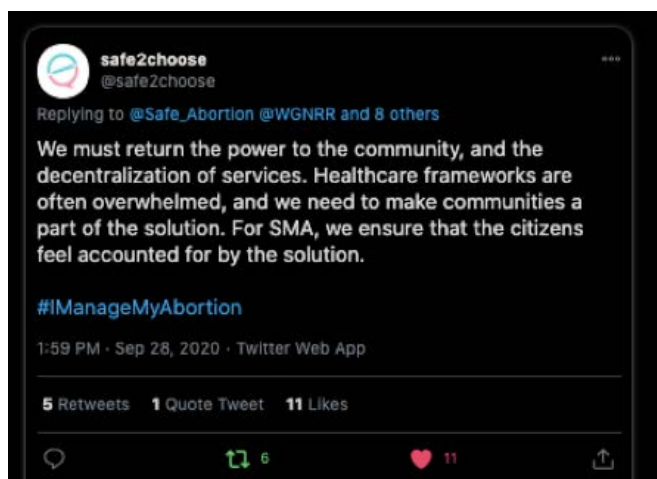 safe2choose
@safe2choose
Replying to @Safe_Abortion @WGNRR and 8 others
We must return the power to the community, and the
decentralization of services. Healthcare frameworks are
often overwhelmed, and we need to make communities a
part of the solution. For SMA, we ensure that the citizens
feel accounted for by the solution.
#IManageMyAbortion
1:59 PM · Sep 28, 2020 · Twitter Web App
5 Retweets 1 Quote Tweet 11 Likes
6 11